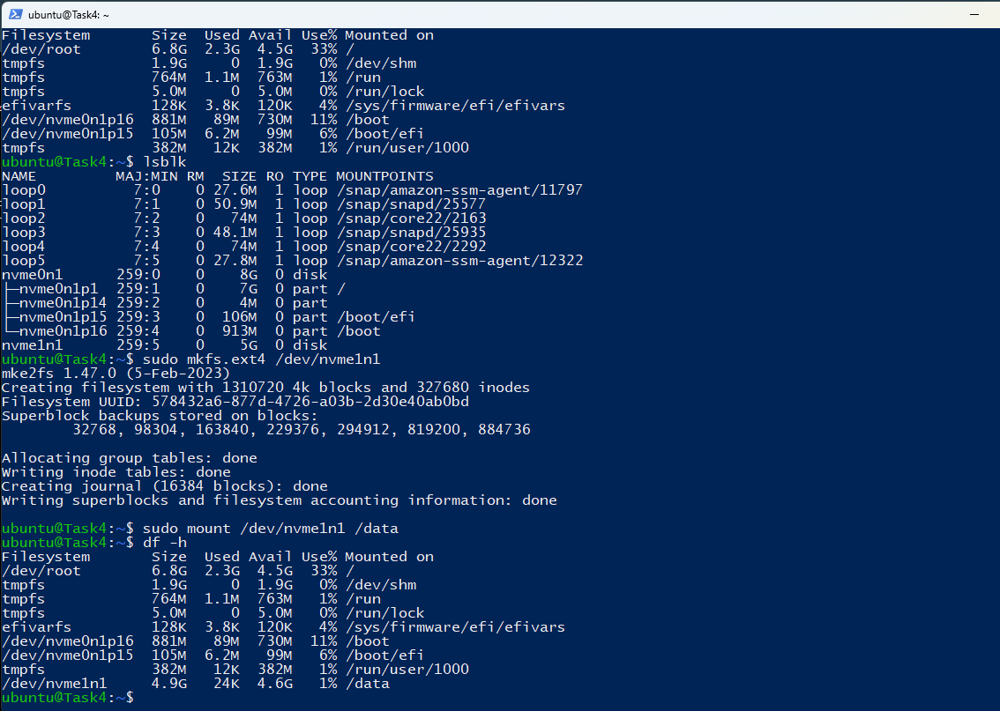 ubuntu@Task4: ~
Filesystem       Size  Used Avail Use% Mounted on
/dev/root        6.8G  2.3G  4.5G  33% /
tmpfs            1.9G     0  1.9G   0% /dev/shm
tmpfs            764M  1.1M  763M   1% /run
tmpfs            5.0M     0  5.0M   0% /run/lock
efivarfs         128K  3.8K  120K   4% /sys/firmware/efi/efivars
/dev/nvme0n1p16  881M   89M  730M  11% /boot
/dev/nvme0n1p15  105M  6.2M   99M   6% /boot/efi
tmpfs            382M   12K  382M   1% /run/user/1000
ubuntu@Task4:~$ lsblk
NAME         MAJ:MIN RM  SIZE RO TYPE MOUNTPOINTS
loop0          7:0    0 27.6M  1 loop /snap/amazon-ssm-agent/11797
loop1          7:1    0 50.9M  1 loop /snap/snapd/25577
loop2          7:2    0   74M  1 loop /snap/core22/2163
loop3          7:3    0 48.1M  1 loop /snap/snapd/25935
loop4          7:4    0   74M  1 loop /snap/core22/2292
loop5          7:5    0 27.8M  1 loop /snap/amazon-ssm-agent/12322
nvme0n1      259:0    0    8G  0 disk
├─nvme0n1p1  259:1    0    7G  0 part /
├─nvme0n1p14 259:2    0    4M  0 part
├─nvme0n1p15 259:3    0  106M  0 part /boot/efi
└─nvme0n1p16 259:4    0  913M  0 part /boot
nvme1n1      259:5    0    5G  0 disk
ubuntu@Task4:~$ sudo mkfs.ext4 /dev/nvme1n1
mke2fs 1.47.0 (5-Feb-2023)
Creating filesystem with 1310720 4k blocks and 327680 inodes
Filesystem UUID: 578432a6-877d-4726-a03b-2d30e40ab0bd
Superblock backups stored on blocks:
        32768, 98304, 163840, 229376, 294912, 819200, 884736
Allocating group tables: done
Writing inode tables: done
Creating journal (16384 blocks): done
Writing superblocks and filesystem accounting information: done
ubuntu@Task4:~$ sudo mount /dev/nvme1n1 /data
ubuntu@Task4:~$ df -h
Filesystem       Size  Used Avail Use% Mounted on
/dev/root        6.8G  2.3G  4.5G  33% /
tmpfs            1.9G     0  1.9G   0% /dev/shm
tmpfs            764M  1.1M  763M   1% /run
tmpfs            5.0M     0  5.0M   0% /run/lock
efivarfs         128K  3.8K  120K   4% /sys/firmware/efi/efivars
/dev/nvme0n1p16  881M   89M  730M  11% /boot
/dev/nvme0n1p15  105M  6.2M   99M   6% /boot/efi
tmpfs            382M   12K  382M   1% /run/user/1000
/dev/nvme1n1     4.9G   24K  4.6G   1% /data
ubuntu@Task4:~$